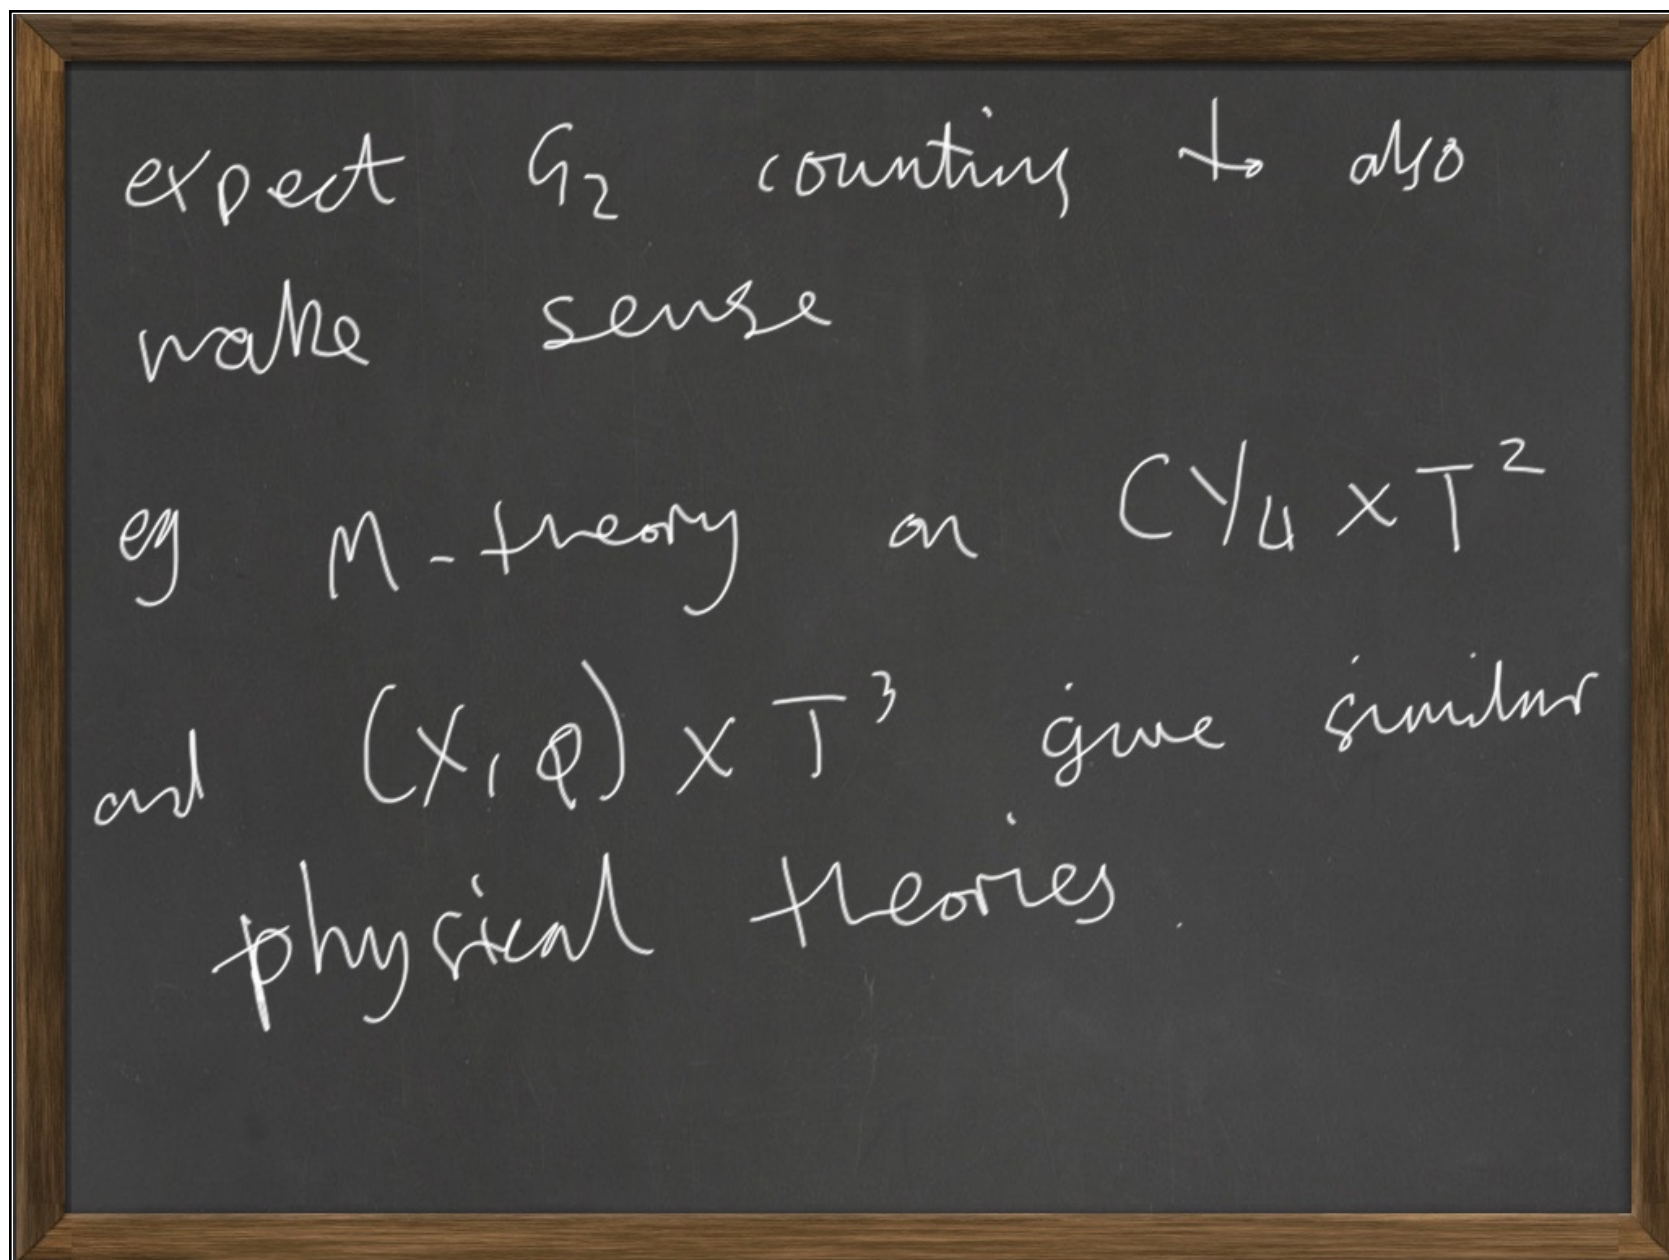 expect G₂ counting to also
make sense
eg M-theory on CY₄ × T²
and (X, φ) × T³ give similar
physical theories.